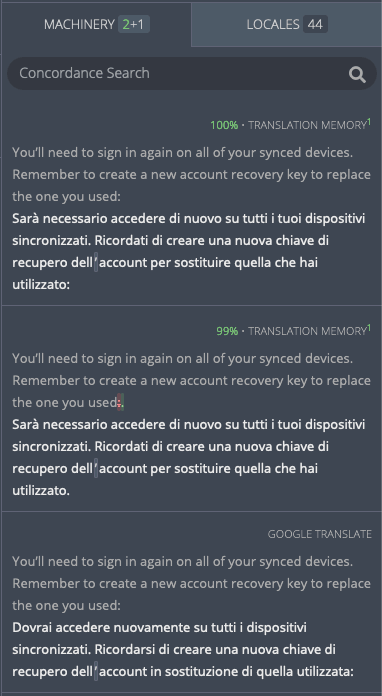 MACHINERY 2+1
LOCALES 44
Concordance Search
100% • TRANSLATION MEMORY¹
You’ll need to sign in again on all of your synced devices.
Remember to create a new account recovery key to replace
the one you used:
Sarà necessario accedere di nuovo su tutti i tuoi dispositivi
sincronizzati. Ricordati di creare una nuova chiave di
recupero dell’account per sostituire quella che hai
utilizzato:
99% • TRANSLATION MEMORY¹
You’ll need to sign in again on all of your synced devices.
Remember to create a new account recovery key to replace
the one you used:.
Sarà necessario accedere di nuovo su tutti i tuoi dispositivi
sincronizzati. Ricordati di creare una nuova chiave di
recupero dell’account per sostituire quella che hai
utilizzato.
GOOGLE TRANSLATE
You’ll need to sign in again on all of your synced devices.
Remember to create a new account recovery key to replace
the one you used:
Dovrai accedere nuovamente su tutti i dispositivi
sincronizzati. Ricordarsi di creare una nuova chiave di
recupero dell’account in sostituzione di quella utilizzata: